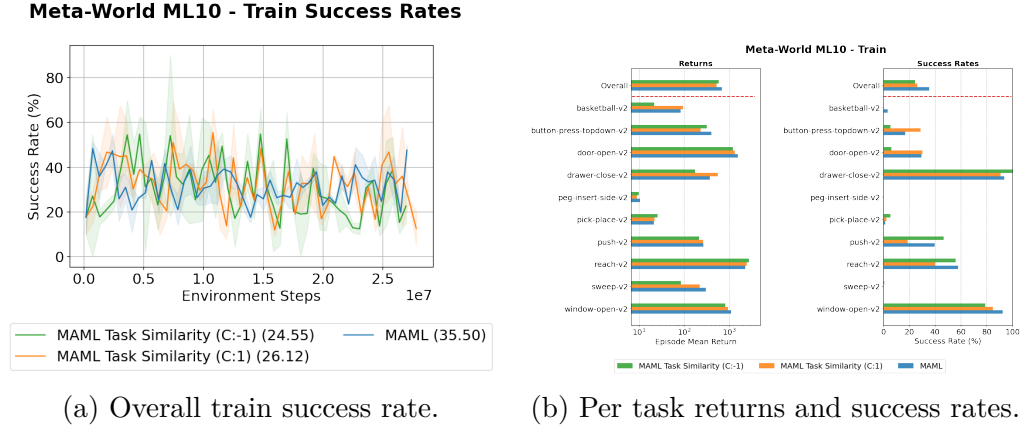 Meta-World ML10 - Train Success Rates
Success Rate (%)
80
60
40
20
0
0.0 0.5 1.0 1.5 2.0 2.5
1e7
Environment Steps
MAML Task Similarity (C:-1) (24.55)
MAML (35.50)
MAML Task Similarity (C:1) (26.12)
(a) Overall train success rate.
Meta-World ML10 - Train
Returns
Overall
basketball-v2
button-press-topdown-v2
door-open-v2
drawer-close-v2
peg-insert-side-v2
pick-place-v2
push-v2
reach-v2
sweep-v2
window-open-v2
10¹ 10² 10³
Episode Mean Return
Success Rates
Overall
basketball-v2
button-press-topdown-v2
door-open-v2
drawer-close-v2
peg-insert-side-v2
pick-place-v2
push-v2
reach-v2
sweep-v2
window-open-v2
0 20 40 60 80 100
Success Rate (%)
MAML Task Similarity (C:-1) MAML Task Similarity (C:1) MAML
(b) Per task returns and success rates.